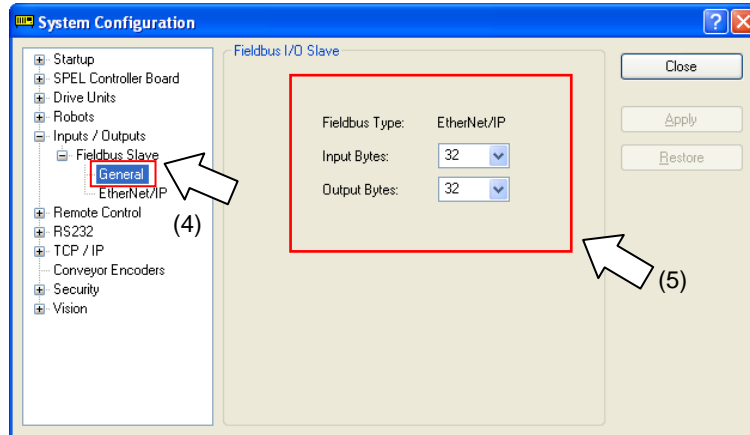 System Configuration
Startup
SPEL Controller Board
Drive Units
Robots
Inputs / Outputs
Fieldbus Slave
General
EtherNet/IP
Remote Control
RS232
TCP / IP
Conveyor Encoders
Security
Vision
(4)
Fieldbus I/O Slave
Fieldbus Type: EtherNet/IP
Input Bytes: 32
Output Bytes: 32
(5)
Close
Apply
Restore